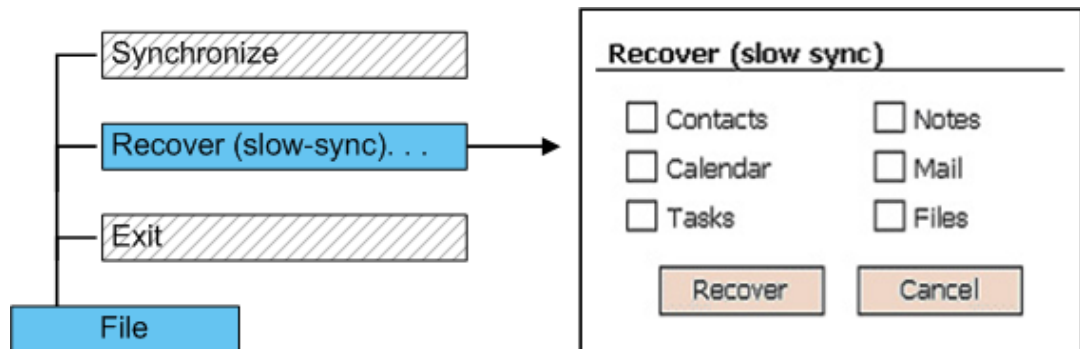 Synchronize
Recover (slow-sync). . .
Exit
File
Recover (slow sync)
Contacts
Notes
Calendar
Mail
Tasks
Files
Recover
Cancel